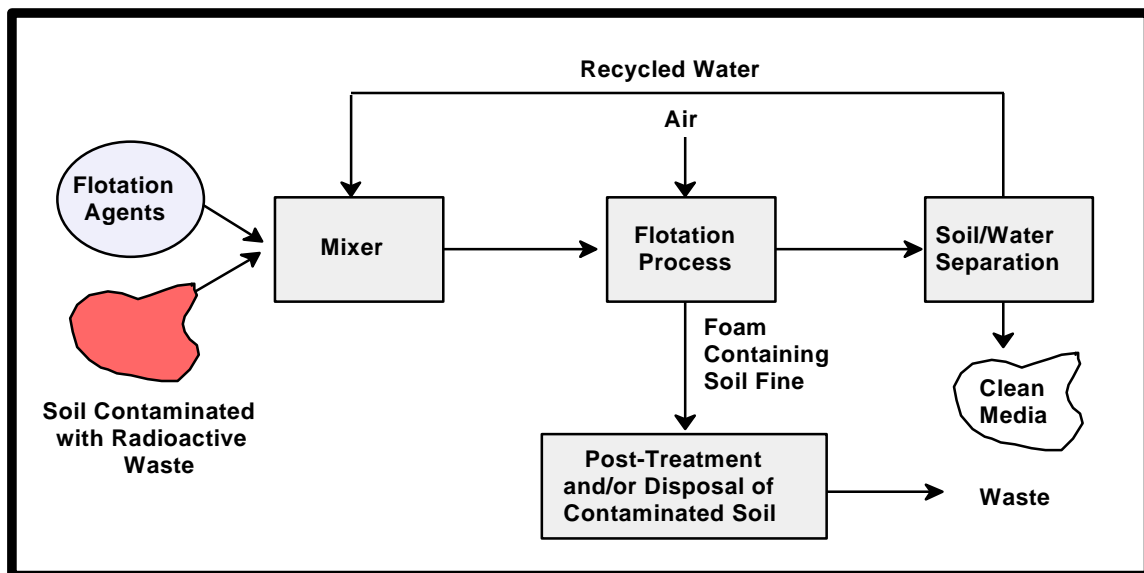 Recycled Water
Air
Flotation
Agents
Mixer
Flotation
Process
Soil/Water
Separation
Foam
Containing
Soil Fine
Clean
Media
Soil Contaminated
with Radioactive
Waste
Post-Treatment
and/or Disposal of
Contaminated Soil
Waste